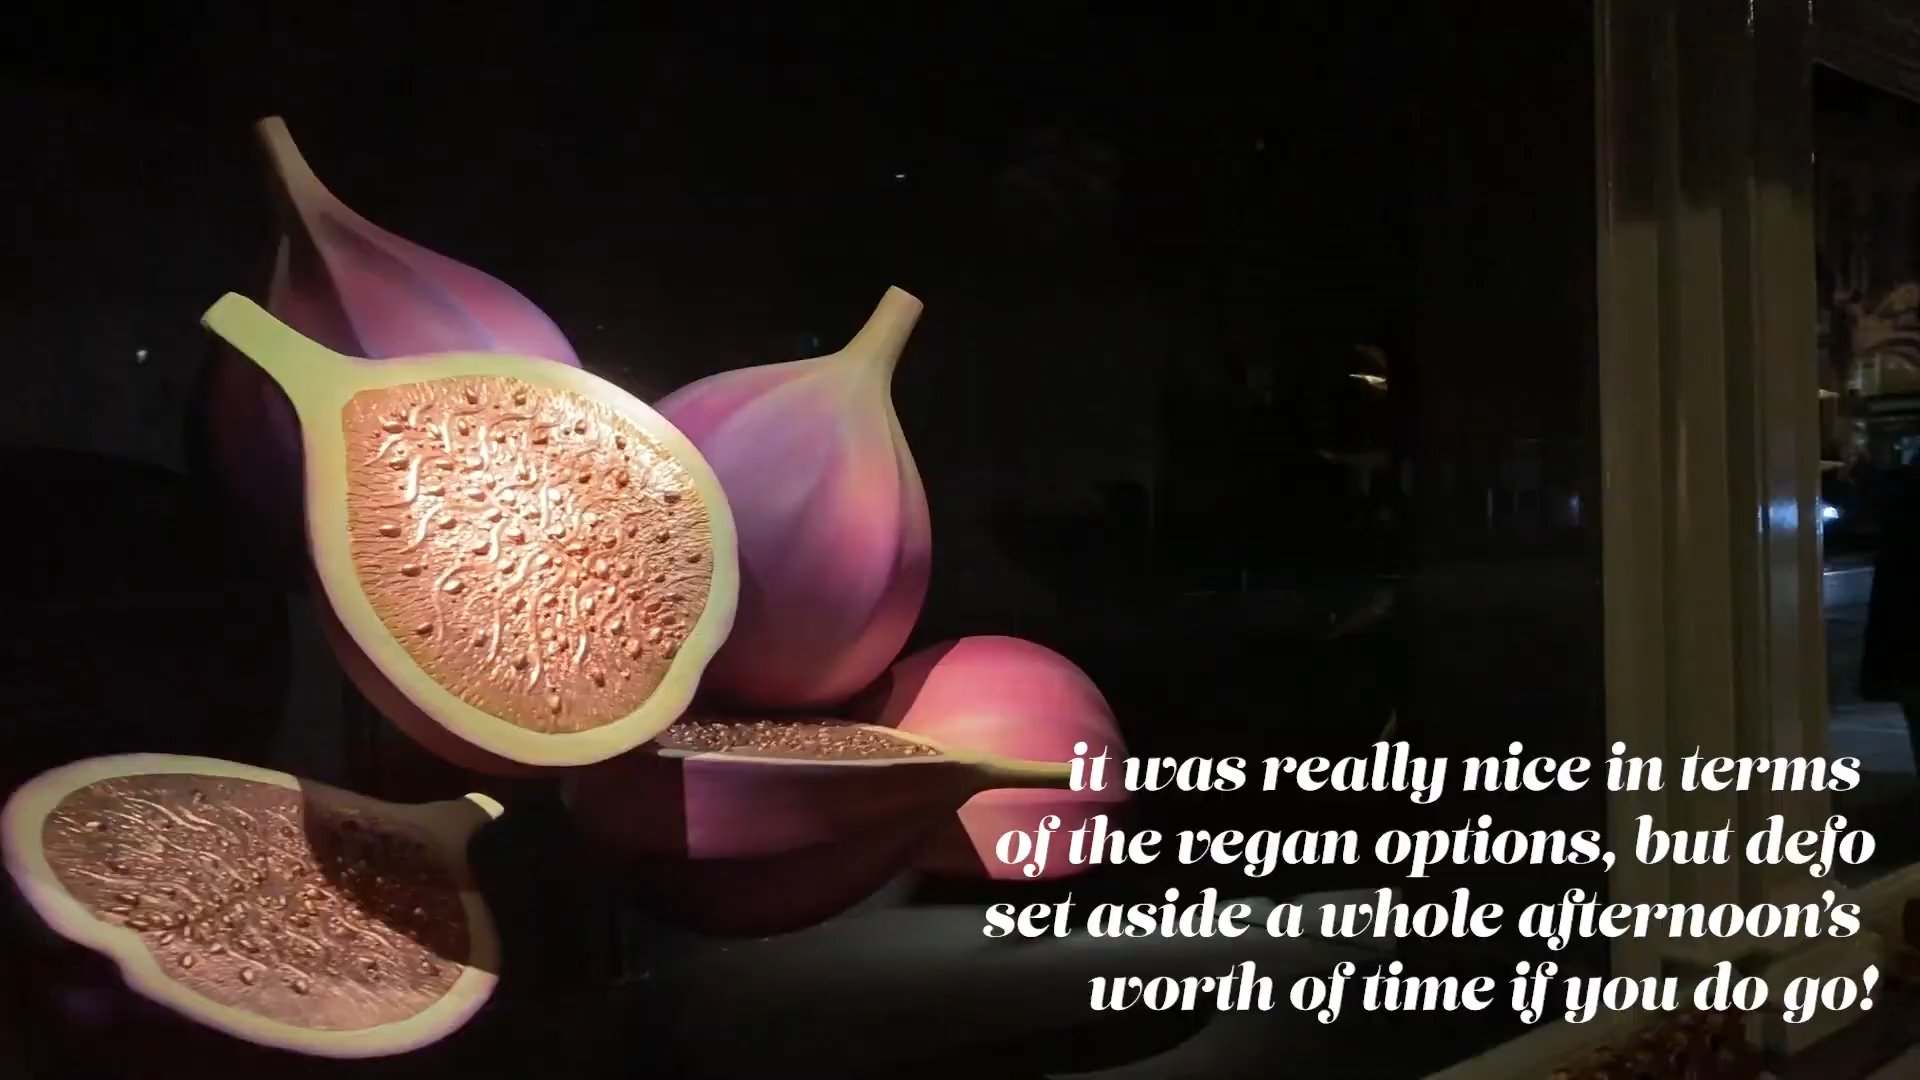 it was really nice in terms
of the vegan options, but defo
set aside a whole afternoon's
worth of time if you do go!